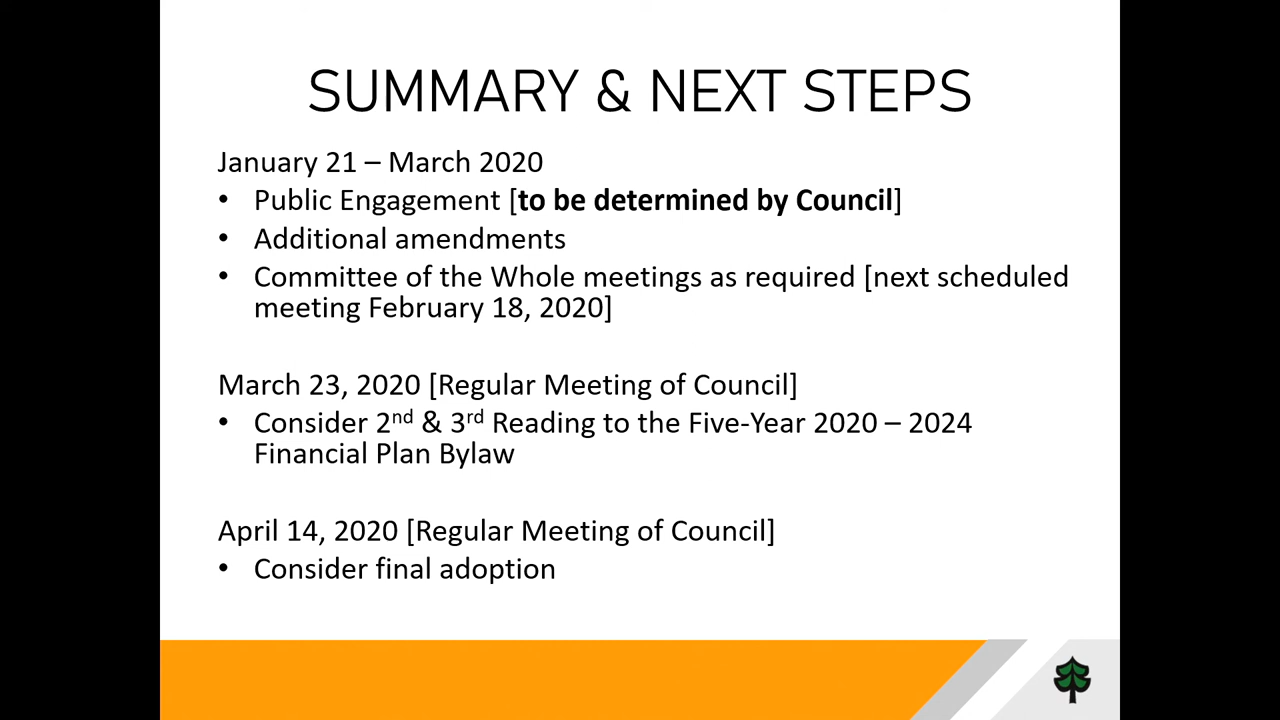 SUMMARY & NEXT STEPS
January 21 – March 2020
• Public Engagement [to be determined by Council]
• Additional amendments
• Committee of the Whole meetings as required [next scheduled
meeting February 18, 2020]
March 23, 2020 [Regular Meeting of Council]
• Consider 2nd & 3rd Reading to the Five-Year 2020 – 2024
Financial Plan Bylaw
April 14, 2020 [Regular Meeting of Council]
• Consider final adoption